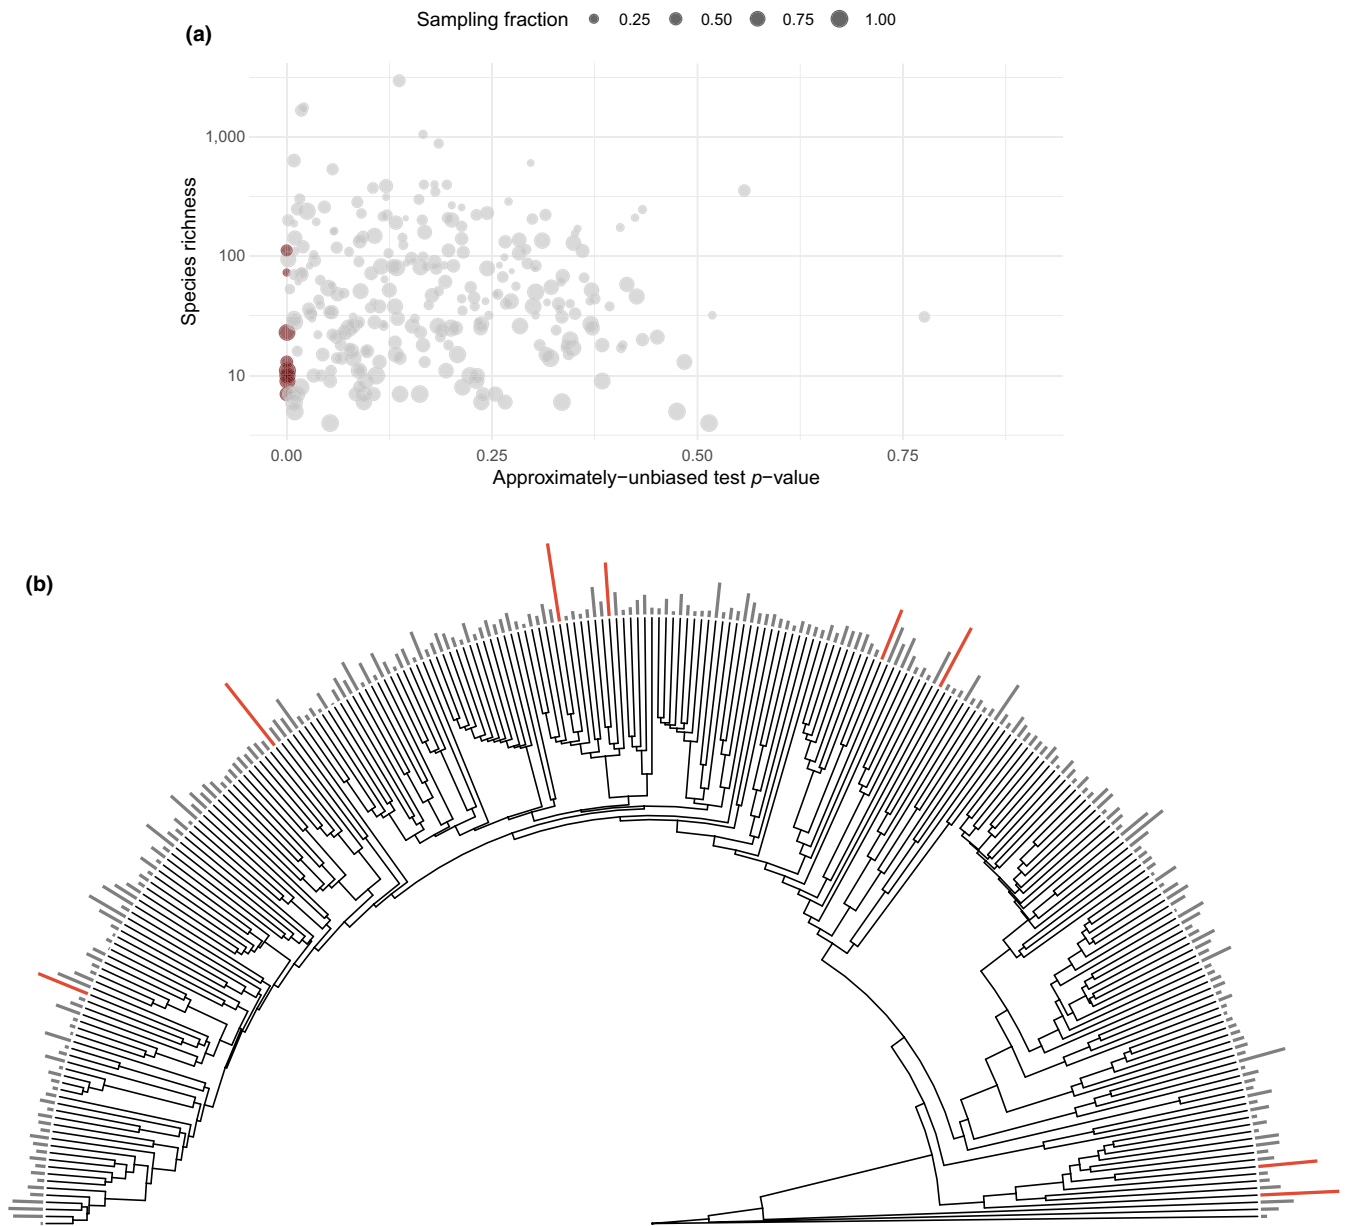 Sampling fraction 0.25 0.50 0.75 1.00
(a)
1,000
100
10
Species richness
0.00 0.25 0.50 0.75
Approximately−unbiased test p−value
(b)